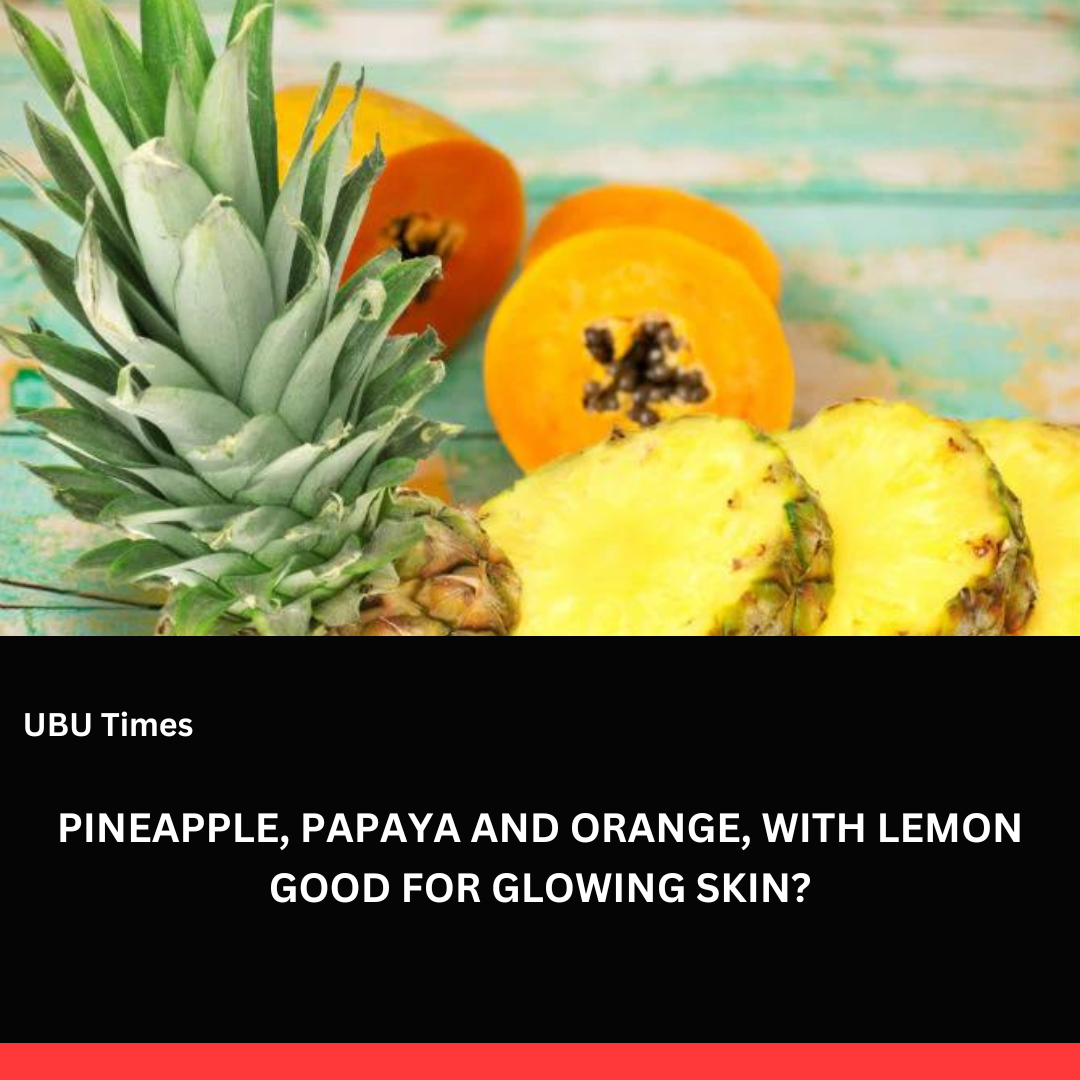 UBU Times
PINEAPPLE, PAPAYA AND ORANGE, WITH LEMON
GOOD FOR GLOWING SKIN?